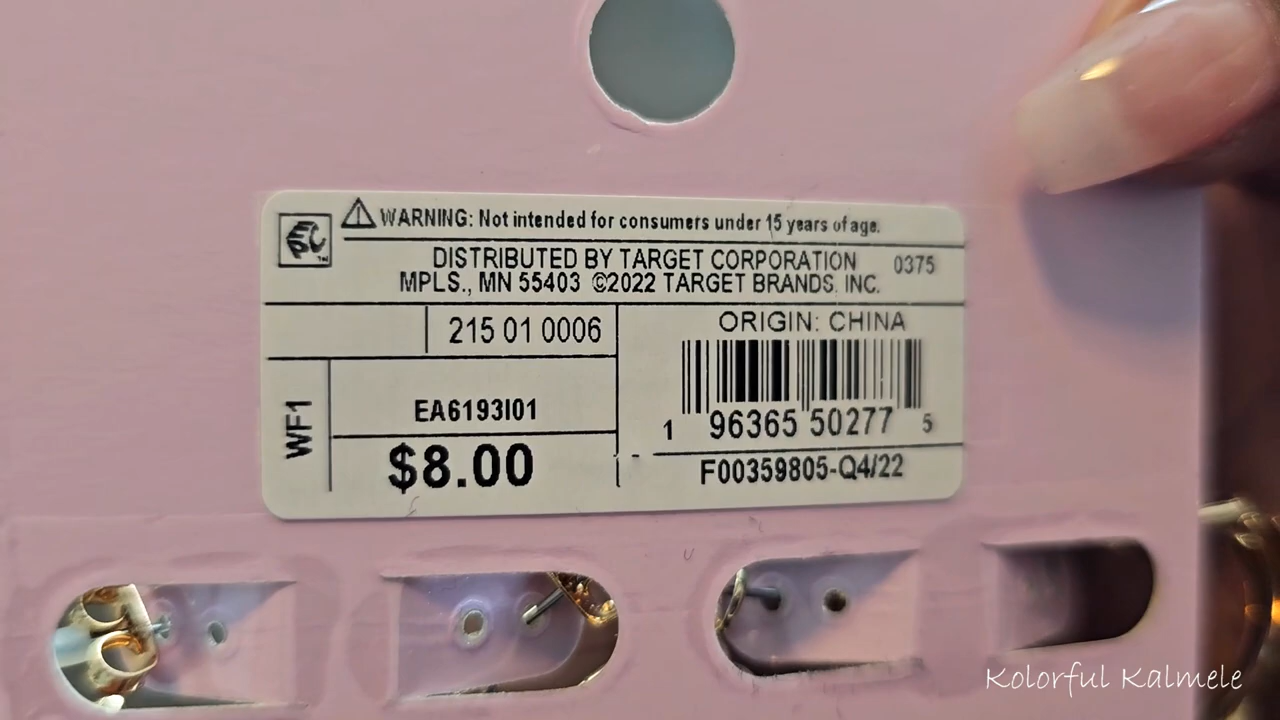 ⚠ WARNING: Not intended for consumers under 15 years of age.
DISTRIBUTED BY TARGET CORPORATION 0375
MPLS., MN 55403 ©2022 TARGET BRANDS, INC.
215 01 0006
WF1
EA6193I01
$8.00
ORIGIN: CHINA
1 96365 50277 5
F00359805-Q4/22
Kolorful Kalmele